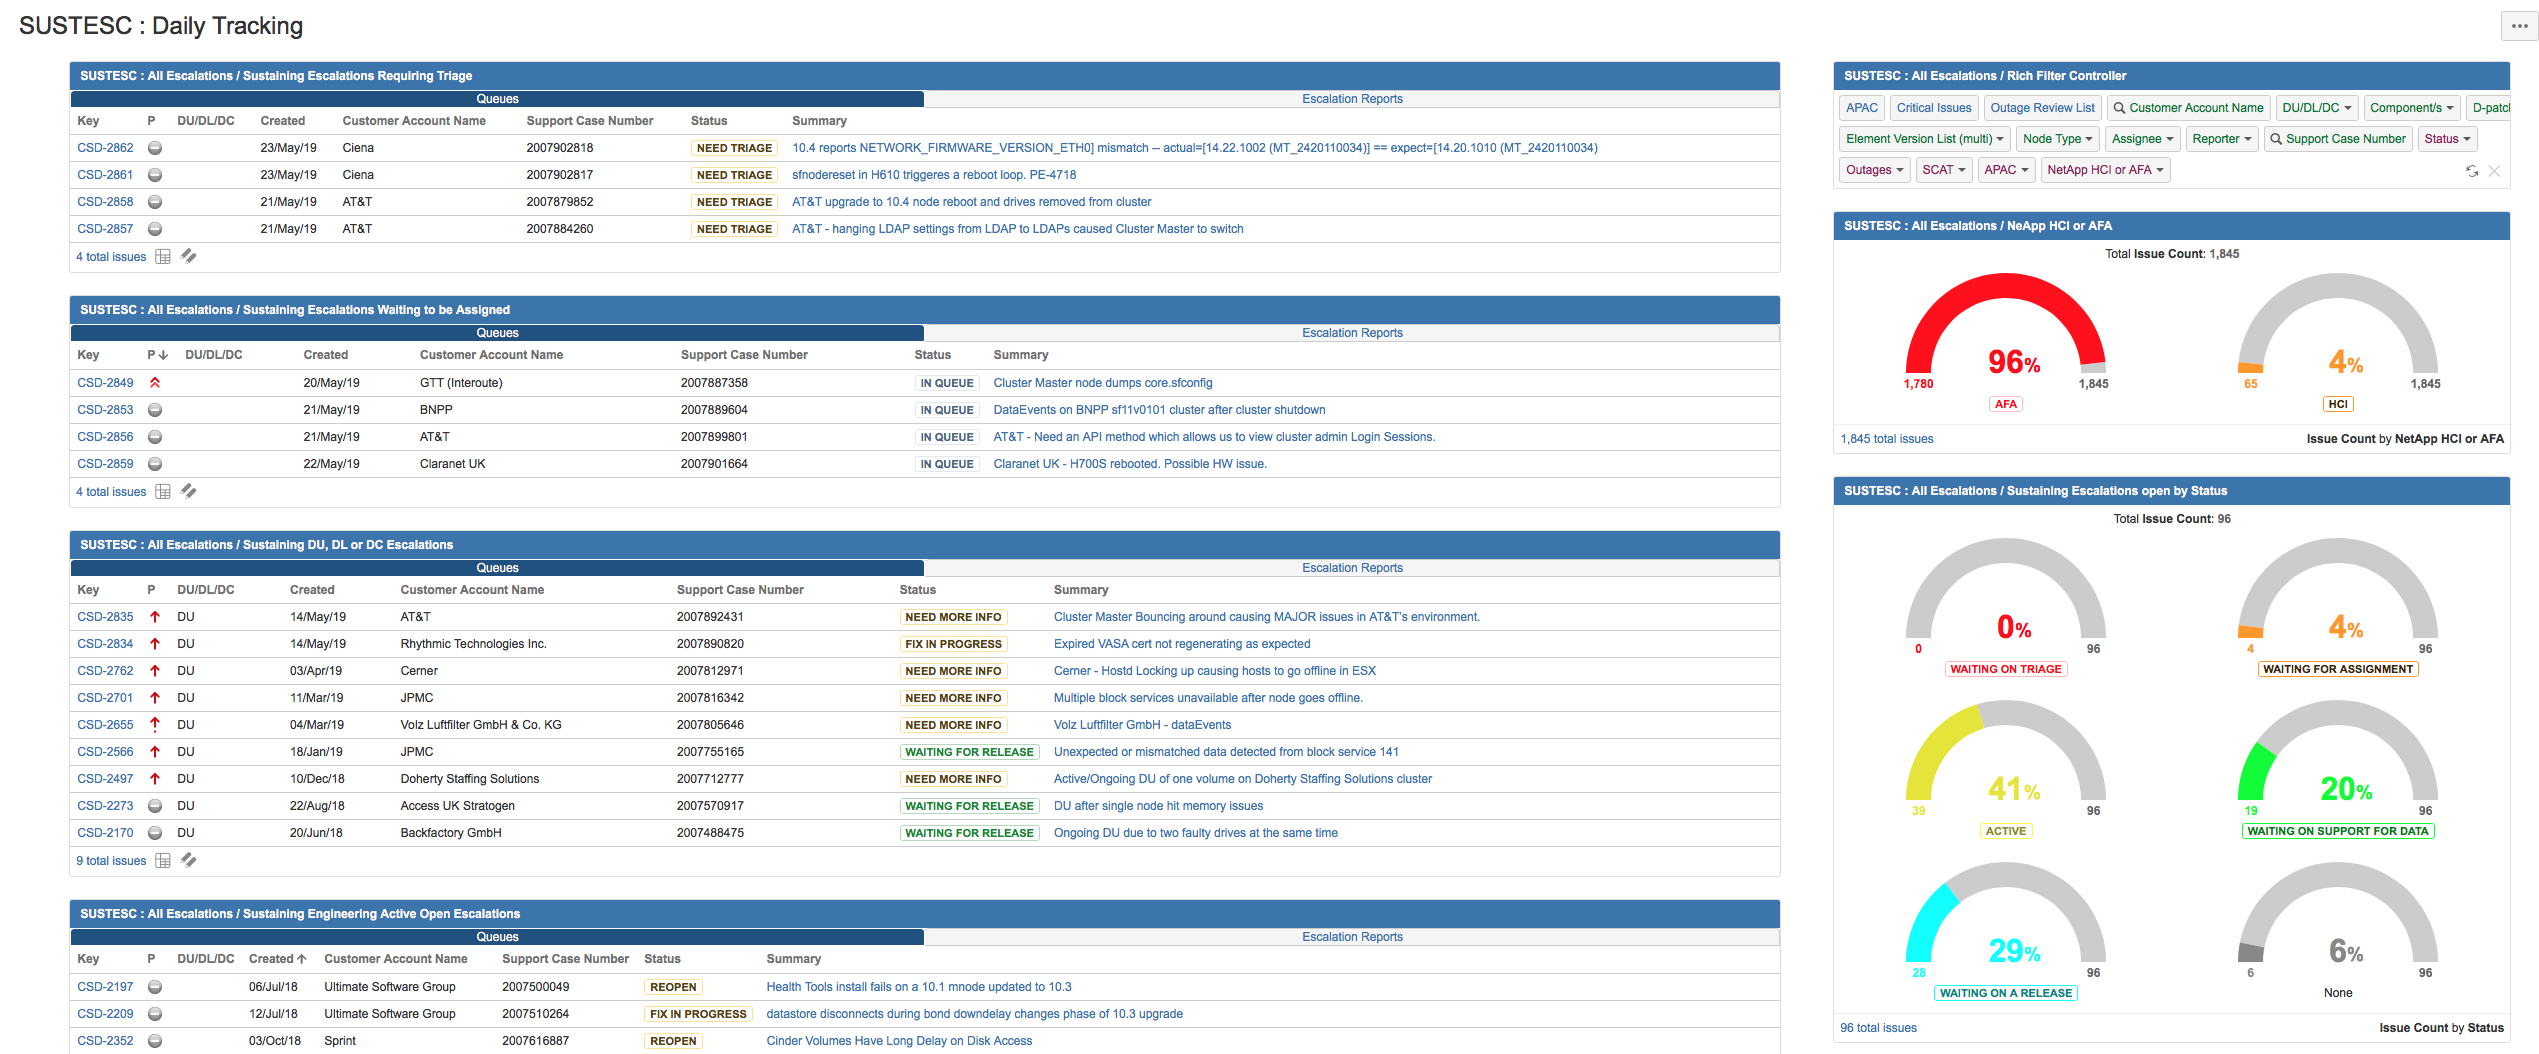 SUSTESC : Daily Tracking
SUSTESC : All Escalations / Sustaining Escalations Requiring Triage
Queues Escalation Reports
Key P DU/DL/DC Created Customer Account Name Support Case Number Status Summary
CSD-2862 23/May/19 Ciena 2007902818 NEED TRIAGE 10.4 reports NETWORK_FIRMWARE_VERSION_ETH0] mismatch -- actual=[14.22.1002 (MT_2420110034)] == expect=[14.20.1010 (MT_2420110034)
CSD-2861 23/May/19 Ciena 2007902817 NEED TRIAGE sfnodereset in H610 triggeres a reboot loop. PE-4718
CSD-2858 21/May/19 AT&T 2007879852 NEED TRIAGE AT&T upgrade to 10.4 node reboot and drives removed from cluster
CSD-2857 21/May/19 AT&T 2007884260 NEED TRIAGE AT&T - hanging LDAP settings from LDAP to LDAPs caused Cluster Master to switch
4 total issues
SUSTESC : All Escalations / Sustaining Escalations Waiting to be Assigned
Queues Escalation Reports
Key P DU/DL/DC Created Customer Account Name Support Case Number Status Summary
CSD-2849 20/May/19 GTT (Interoute) 2007887358 IN QUEUE Cluster Master node dumps core.sfconfig
CSD-2853 21/May/19 BNPP 2007889604 IN QUEUE DataEvents on BNPP sf11v0101 cluster after cluster shutdown
CSD-2856 21/May/19 AT&T 2007899801 IN QUEUE AT&T - Need an API method which allows us to view cluster admin Login Sessions.
CSD-2859 22/May/19 Claranet UK 2007901664 IN QUEUE Claranet UK - H700S rebooted. Possible HW issue.
4 total issues
SUSTESC : All Escalations / Sustaining DU, DL or DC Escalations
Queues Escalation Reports
Key P DU/DL/DC Created Customer Account Name Support Case Number Status Summary
CSD-2835 DU 14/May/19 AT&T 2007892431 NEED MORE INFO Cluster Master Bouncing around causing MAJOR issues in AT&T's environment.
CSD-2834 DU 14/May/19 Rhythmic Technologies Inc. 2007890820 FIX IN PROGRESS Expired VASA cert not regenerating as expected
CSD-2762 DU 03/Apr/19 Cerner 2007812971 NEED MORE INFO Cerner - Hostd Locking up causing hosts to go offline in ESX
CSD-2701 DU 11/Mar/19 JPMC 2007816342 NEED MORE INFO Multiple block services unavailable after node goes offline.
CSD-2655 DU 04/Mar/19 Volz Luftfilter GmbH & Co. KG 2007805646 NEED MORE INFO Volz Luftfilter GmbH - dataEvents
CSD-2566 DU 18/Jan/19 JPMC 2007755165 WAITING FOR RELEASE Unexpected or mismatched data detected from block service 141
CSD-2497 DU 10/Dec/18 Doherty Staffing Solutions 2007712777 NEED MORE INFO Active/Ongoing DU of one volume on Doherty Staffing Solutions cluster
CSD-2273 DU 22/Aug/18 Access UK Stratogen 2007570917 WAITING FOR RELEASE DU after single node hit memory issues
CSD-2170 DU 20/Jun/18 Backfactory GmbH 2007488475 WAITING FOR RELEASE Ongoing DU due to two faulty drives at the same time
9 total issues
SUSTESC : All Escalations / Sustaining Engineering Active Open Escalations
Queues Escalation Reports
Key P DU/DL/DC Created Customer Account Name Support Case Number Status Summary
CSD-2197 06/Jul/18 Ultimate Software Group 2007500049 REOPEN Health Tools install fails on a 10.1 mnode updated to 10.3
CSD-2209 12/Jul/18 Ultimate Software Group 2007510264 FIX IN PROGRESS datastore disconnects during bond downdelay changes phase of 10.3 upgrade
CSD-2352 03/Oct/18 Sprint 2007616887 REOPEN Cinder Volumes Have Long Delay on Disk Access
SUSTESC : All Escalations / Rich Filter Controller
APAC Critical Issues Outage Review List Customer Account Name DU/DL/DC Component/s D-patc
Element Version List (multi) Node Type Assignee Reporter Support Case Number Status
Outages SCAT APAC NetApp HCI or AFA
SUSTESC : All Escalations / NeApp HCI or AFA
Total Issue Count: 1,845
96% 4%
1,780 1,845 65 1,845
AFA HCI
1,845 total issues Issue Count by NetApp HCI or AFA
SUSTESC : All Escalations / Sustaining Escalations open by Status
Total Issue Count: 96
0% 4%
0 96 4 96
WAITING ON TRIAGE WAITING FOR ASSIGNMENT
41% 20%
39 96 19 96
ACTIVE WAITING ON SUPPORT FOR DATA
29% 6%
28 96 6 96
WAITING ON A RELEASE None
96 total issues Issue Count by Status